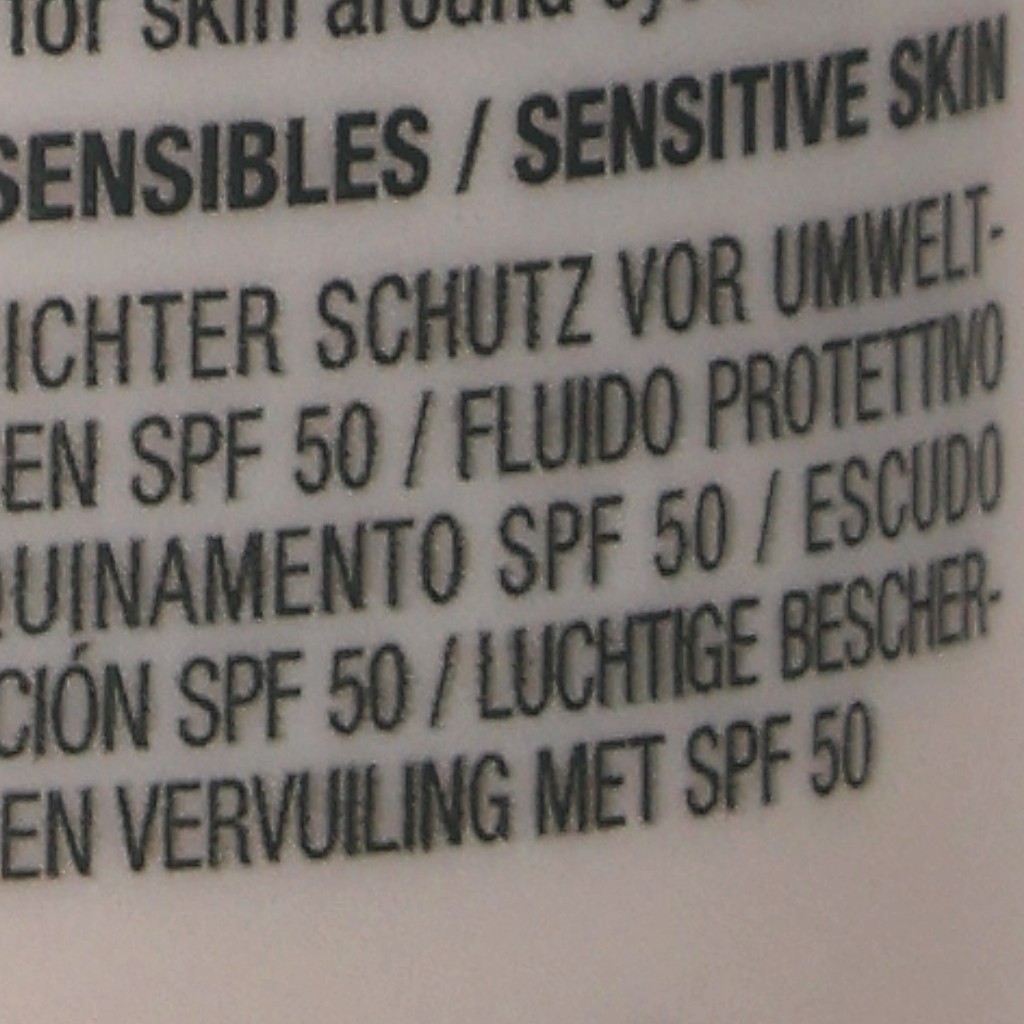 for skin around
SENSIBLES / SENSITIVE SKIN
ICHTER SCHUTZ VOR UMWELT-
EN SPF 50 / FLUIDO PROTETTIVO
QUINAMENTO SPF 50 / ESCUDO
CIÓN SPF 50 / LUCHTIGE BESCHER-
EN VERVUILING MET SPF 50